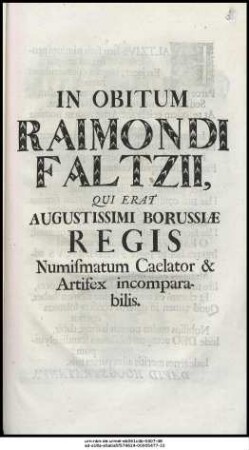 IN OBITUM
RAIMONDI
FALTZII,
QUI ERAT
AUGUSTISSIMI BORUSSIÆ
REGIS
Numiſmatum Caelator &
Artifex incompara-
bilis.